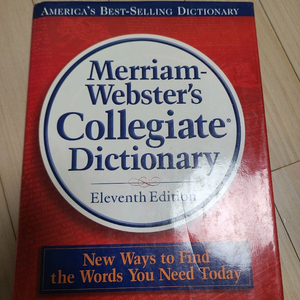 America's Best-Selling Dictionary
Merriam-
Webster's
Collegiate®
Dictionary
Eleventh Edition
New Ways to Find
the Words You Need Today